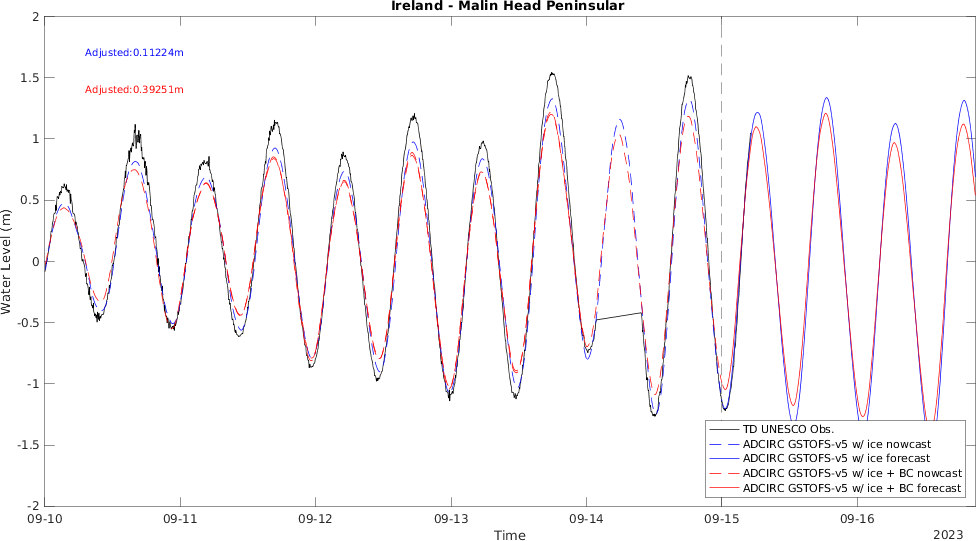 Ireland - Malin Head Peninsular
Adjusted:0.11224m
Adjusted:0.39251m
2
1.5
1
0.5
0
-0.5
-1
-1.5
-2
Water Level (m)
TD UNESCO Obs.
ADCIRC GSTOFS-v5 w/ ice nowcast
ADCIRC GSTOFS-v5 w/ ice forecast
ADCIRC GSTOFS-v5 w/ ice + BC nowcast
ADCIRC GSTOFS-v5 w/ ice + BC forecast
09-10 09-11 09-12 09-13 09-14 09-15 09-16
Time
2023